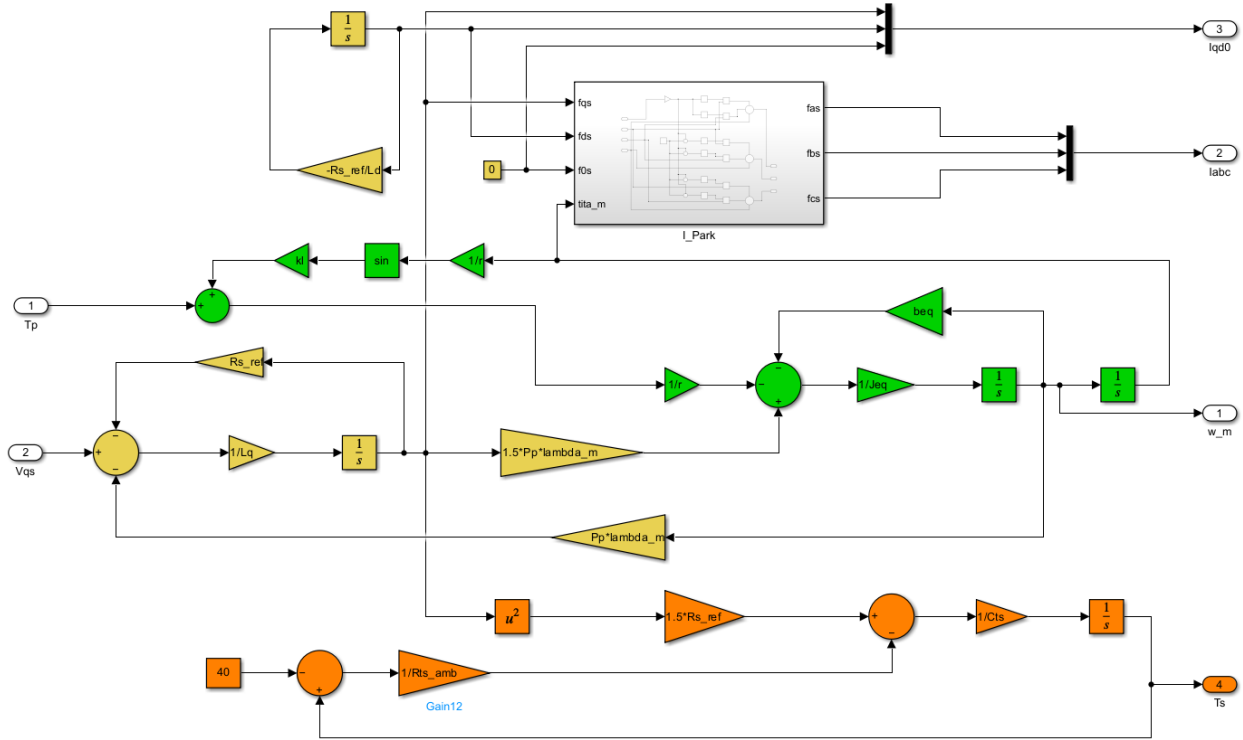 1
s
3
Iqd0
-Rs_ref/Ld
fqs
fds
0
f0s
tita_m
fas
fbs
fcs
I_Park
2
Iabc
kl
sin
1/r
1
Tp
+
+
beq
Rs_ref
1/r
−
−
+
1/Jeq
1
s
1
s
1
w_m
2
Vqs
−
+
−
1/Lq
1
s
1.5*Pp*lambda_m
Pp*lambda_m
u²
1.5*Rs_ref
+
−
1/Cts
1
s
40
−
+
1/Rts_amb
Gain12
4
Ts